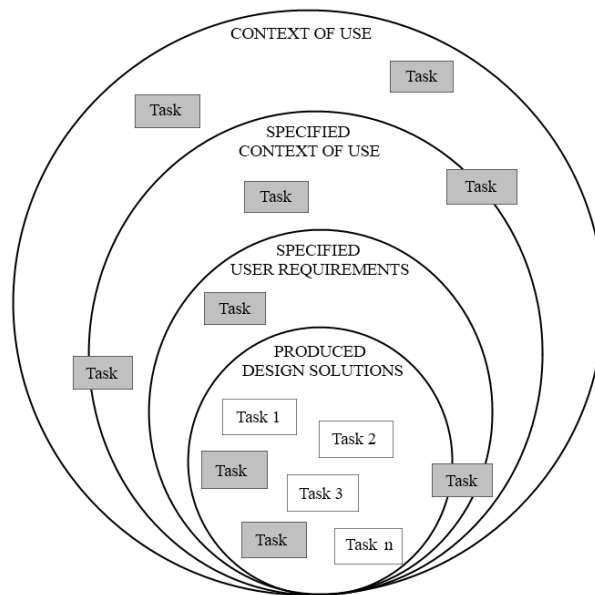 CONTEXT OF USE
Task
Task
SPECIFIED
CONTEXT OF USE
Task
Task
SPECIFIED
USER REQUIREMENTS
Task
PRODUCED
DESIGN SOLUTIONS
Task
Task 1
Task 2
Task
Task
Task 3
Task
Task n